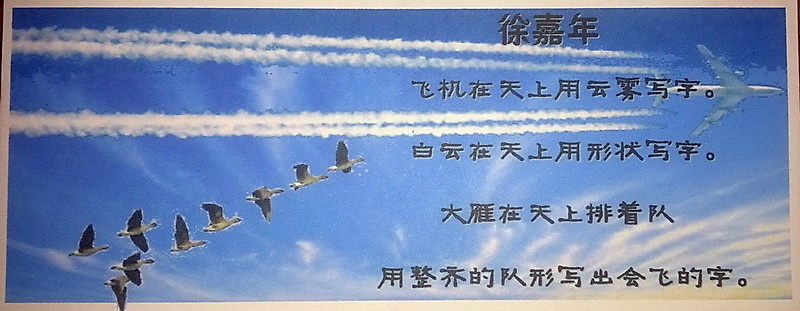 徐嘉年
飞机在天上用云雾写字。
白云在天上用形状写字。
大雁在天上排着队
用整齐的队形写出会飞的字。